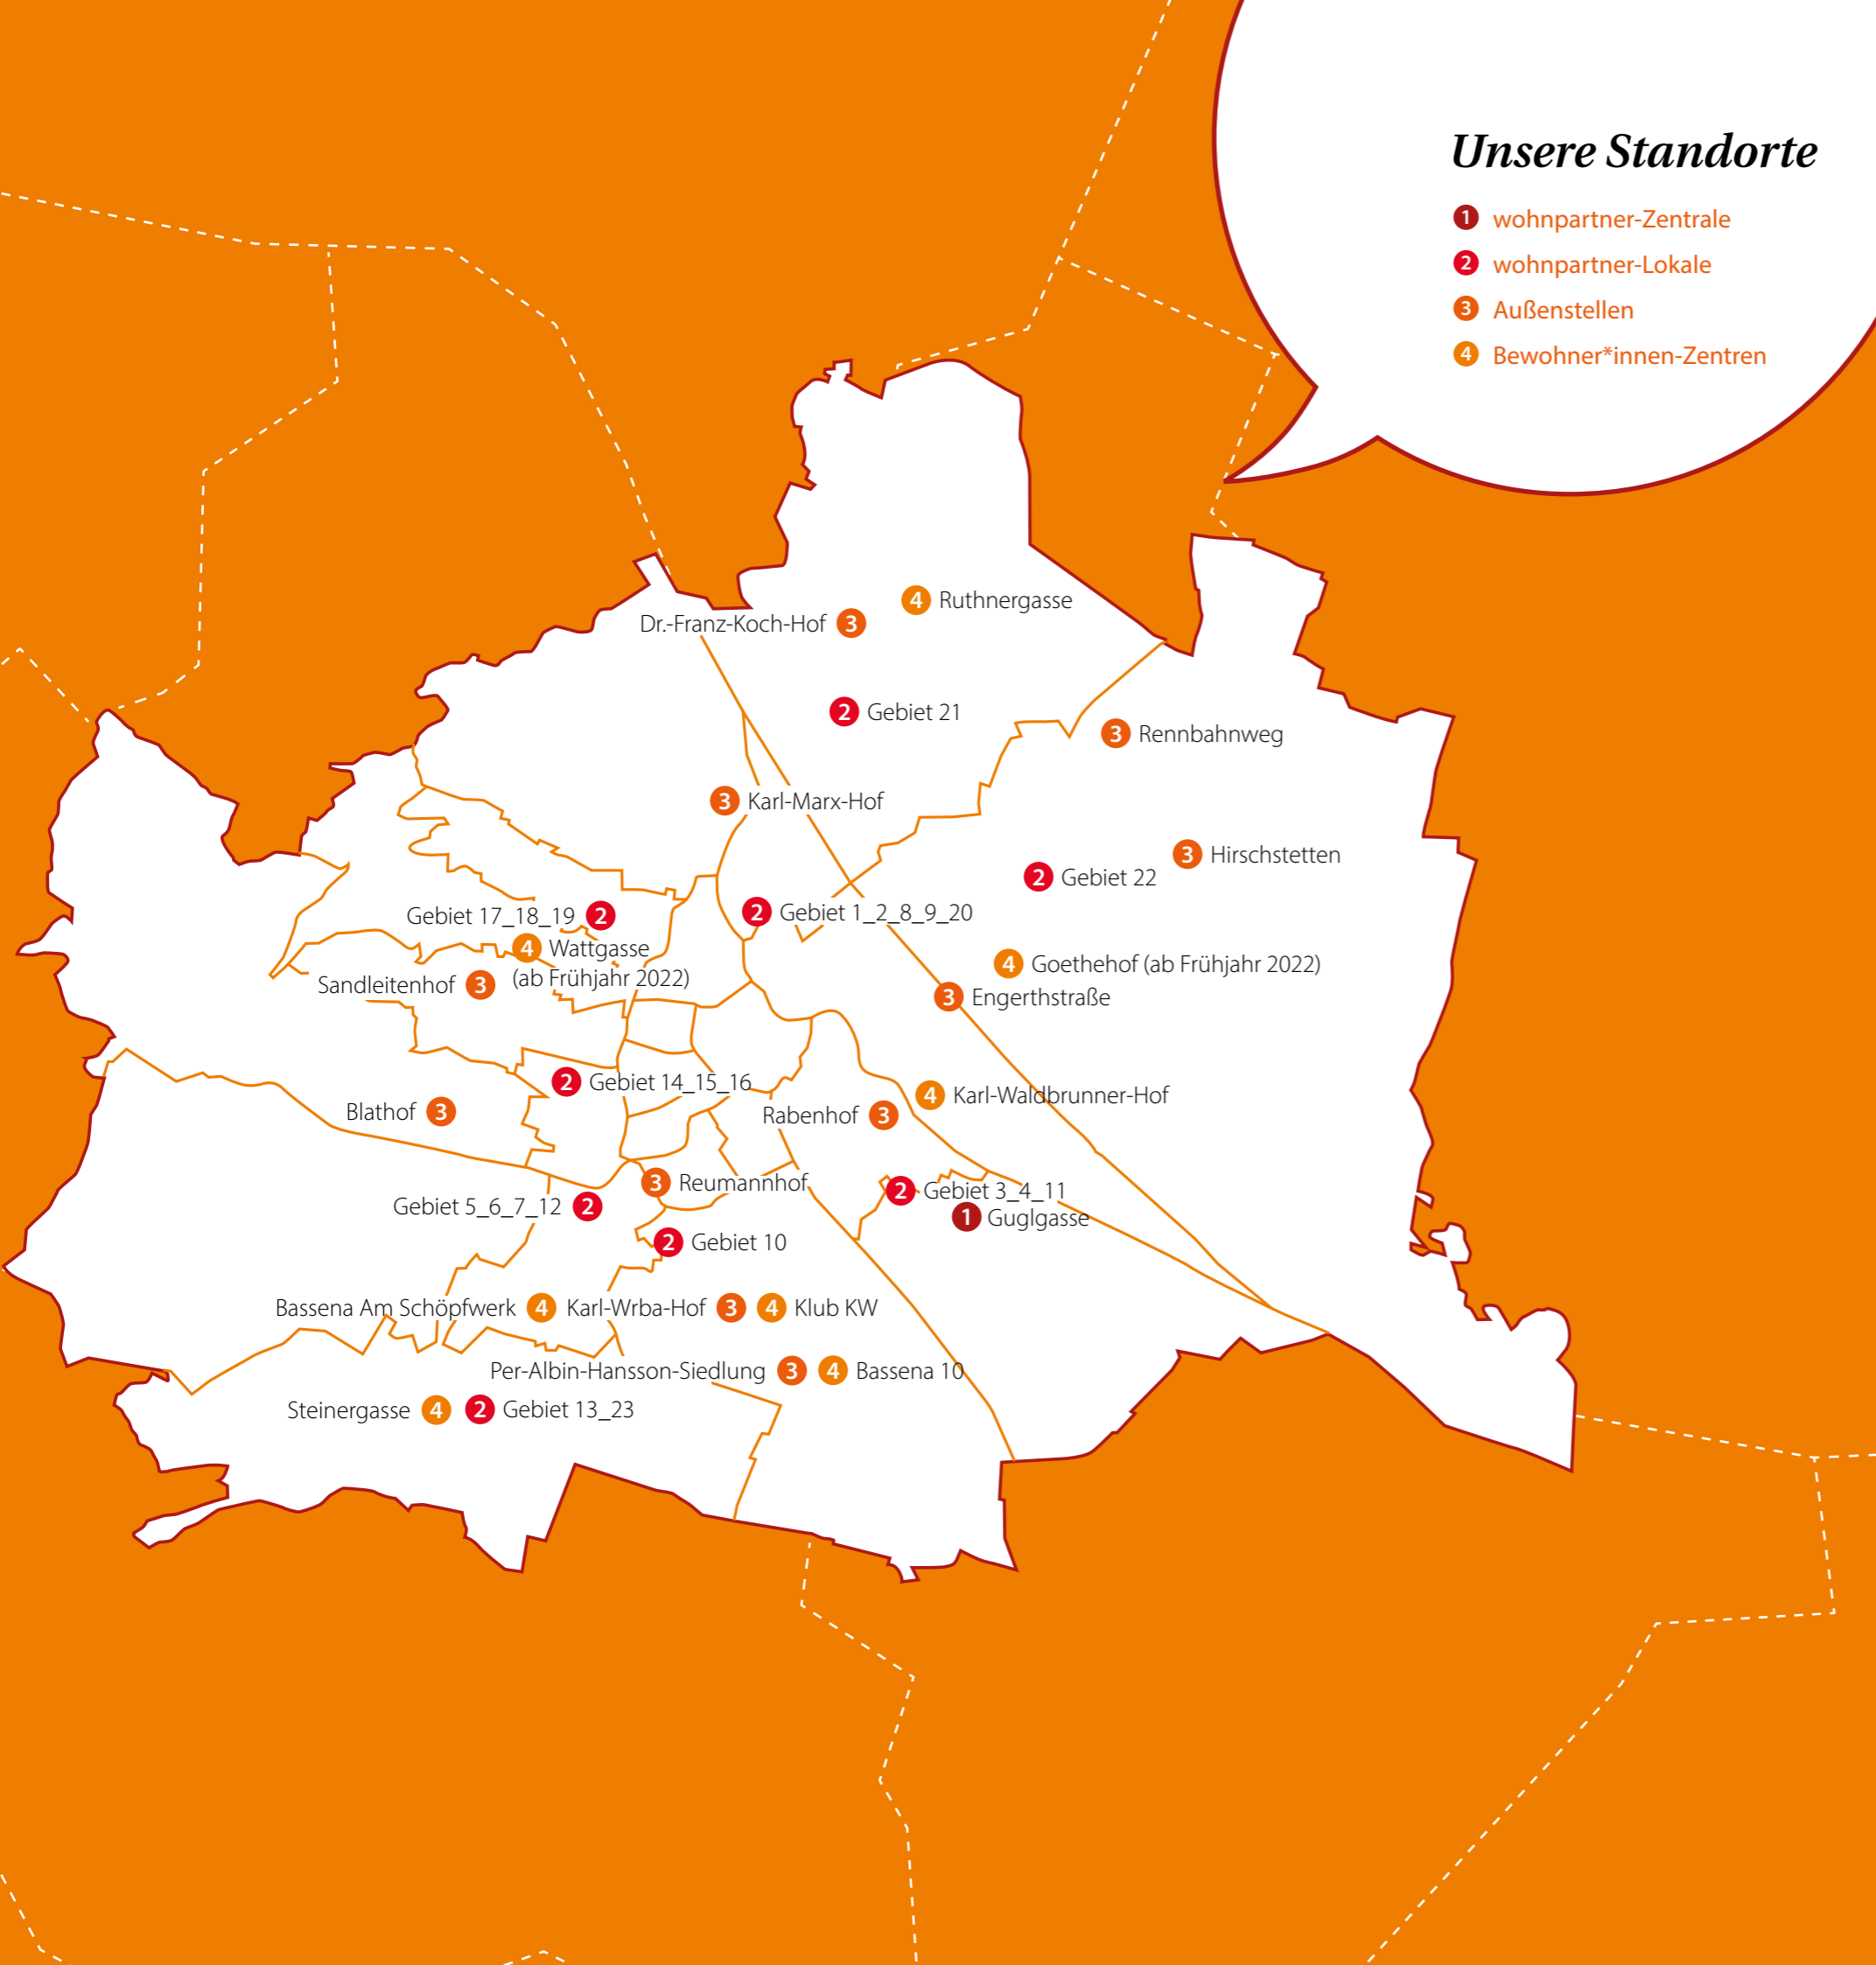 Unsere Standorte
1 wohnpartner-Zentrale
2 wohnpartner-Lokale
3 Außenstellen
4 Bewohner*innen-Zentren
4 Ruthnergasse
Dr.-Franz-Koch-Hof 3
2 Gebiet 21
3 Rennbahnweg
3 Karl-Marx-Hof
3 Hirschstetten
2 Gebiet 22
Gebiet 17_18_19 2
2 Gebiet 1_2_8_9_20
4 Wattgasse
(ab Frühjahr 2022)
4 Goethehof (ab Frühjahr 2022)
Sandleitenhof 3
3 Engerthstraße
2 Gebiet 14_15_16
4 Karl-Waldbrunner-Hof
Blathof 3
Rabenhof 3
3 Reumannhof
2 Gebiet 3_4_11
Gebiet 5_6_7_12 2
1 Guglgasse
2 Gebiet 10
Bassena Am Schöpfwerk 4
Karl-Wrba-Hof 3
4 Klub KW
Per-Albin-Hansson-Siedlung 3
4 Bassena 10
Steinergasse 4
2 Gebiet 13_23